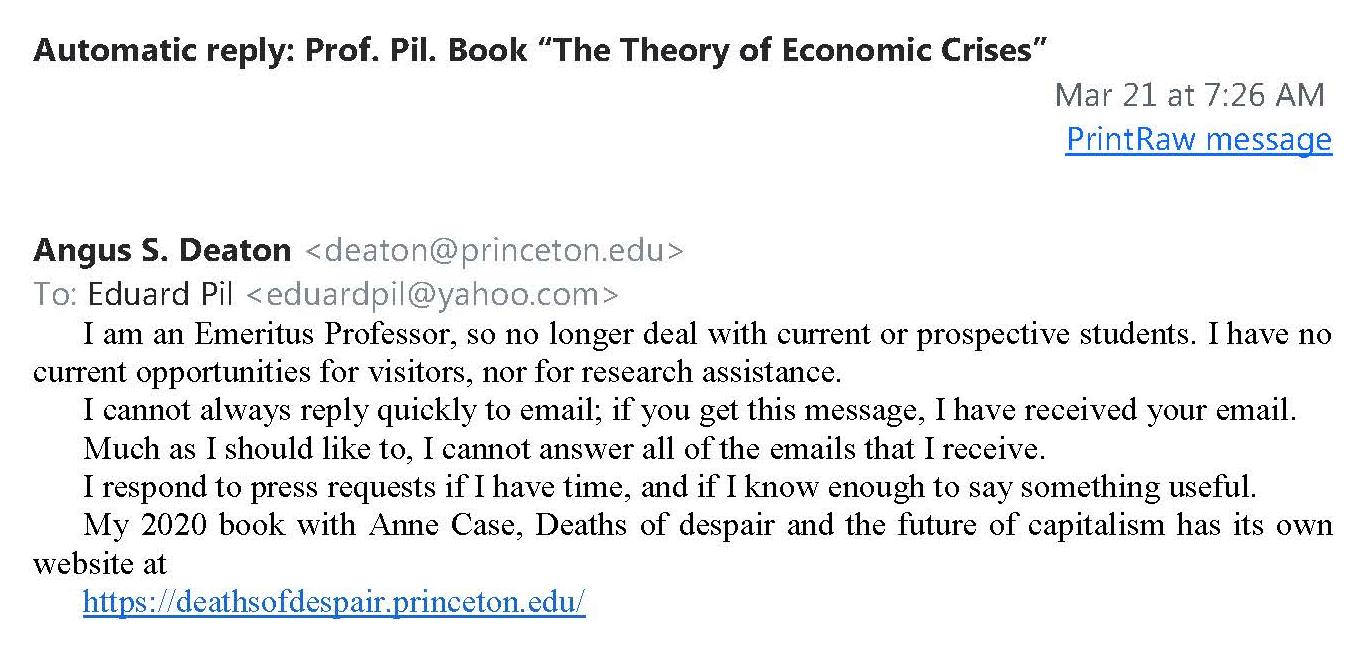 Automatic reply: Prof. Pil. Book “The Theory of Economic Crises”
Mar 21 at 7:26 AM
PrintRaw message
Angus S. Deaton <deaton@princeton.edu>
To: Eduard Pil <eduardpil@yahoo.com>
I am an Emeritus Professor, so no longer deal with current or prospective students. I have no
current opportunities for visitors, nor for research assistance.
I cannot always reply quickly to email; if you get this message, I have received your email.
Much as I should like to, I cannot answer all of the emails that I receive.
I respond to press requests if I have time, and if I know enough to say something useful.
My 2020 book with Anne Case, Deaths of despair and the future of capitalism has its own
website at
https://deathsofdespair.princeton.edu/